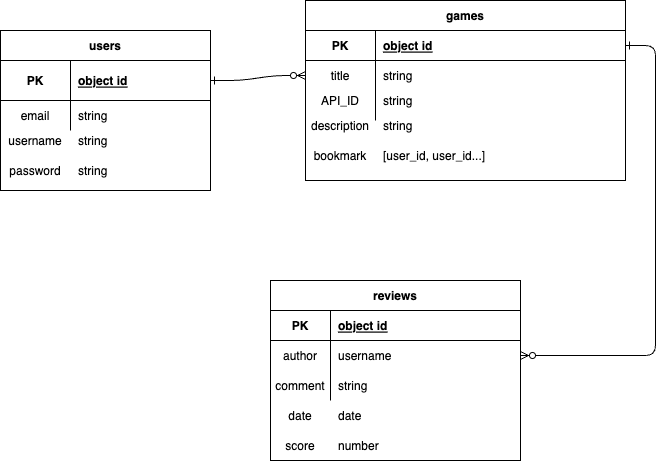 users
PK object id
email string
username string
password string
games
PK object id
title string
API_ID string
description string
bookmark [user_id, user_id...]
reviews
PK object id
author username
comment string
date date
score number